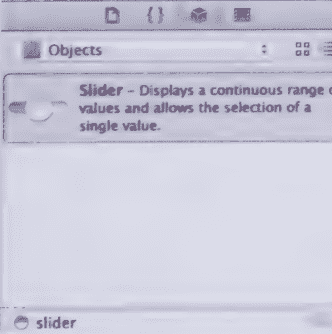 { }
Objects
Slider – Displays a continuous range
values and allows the selection of a
single value.
slider